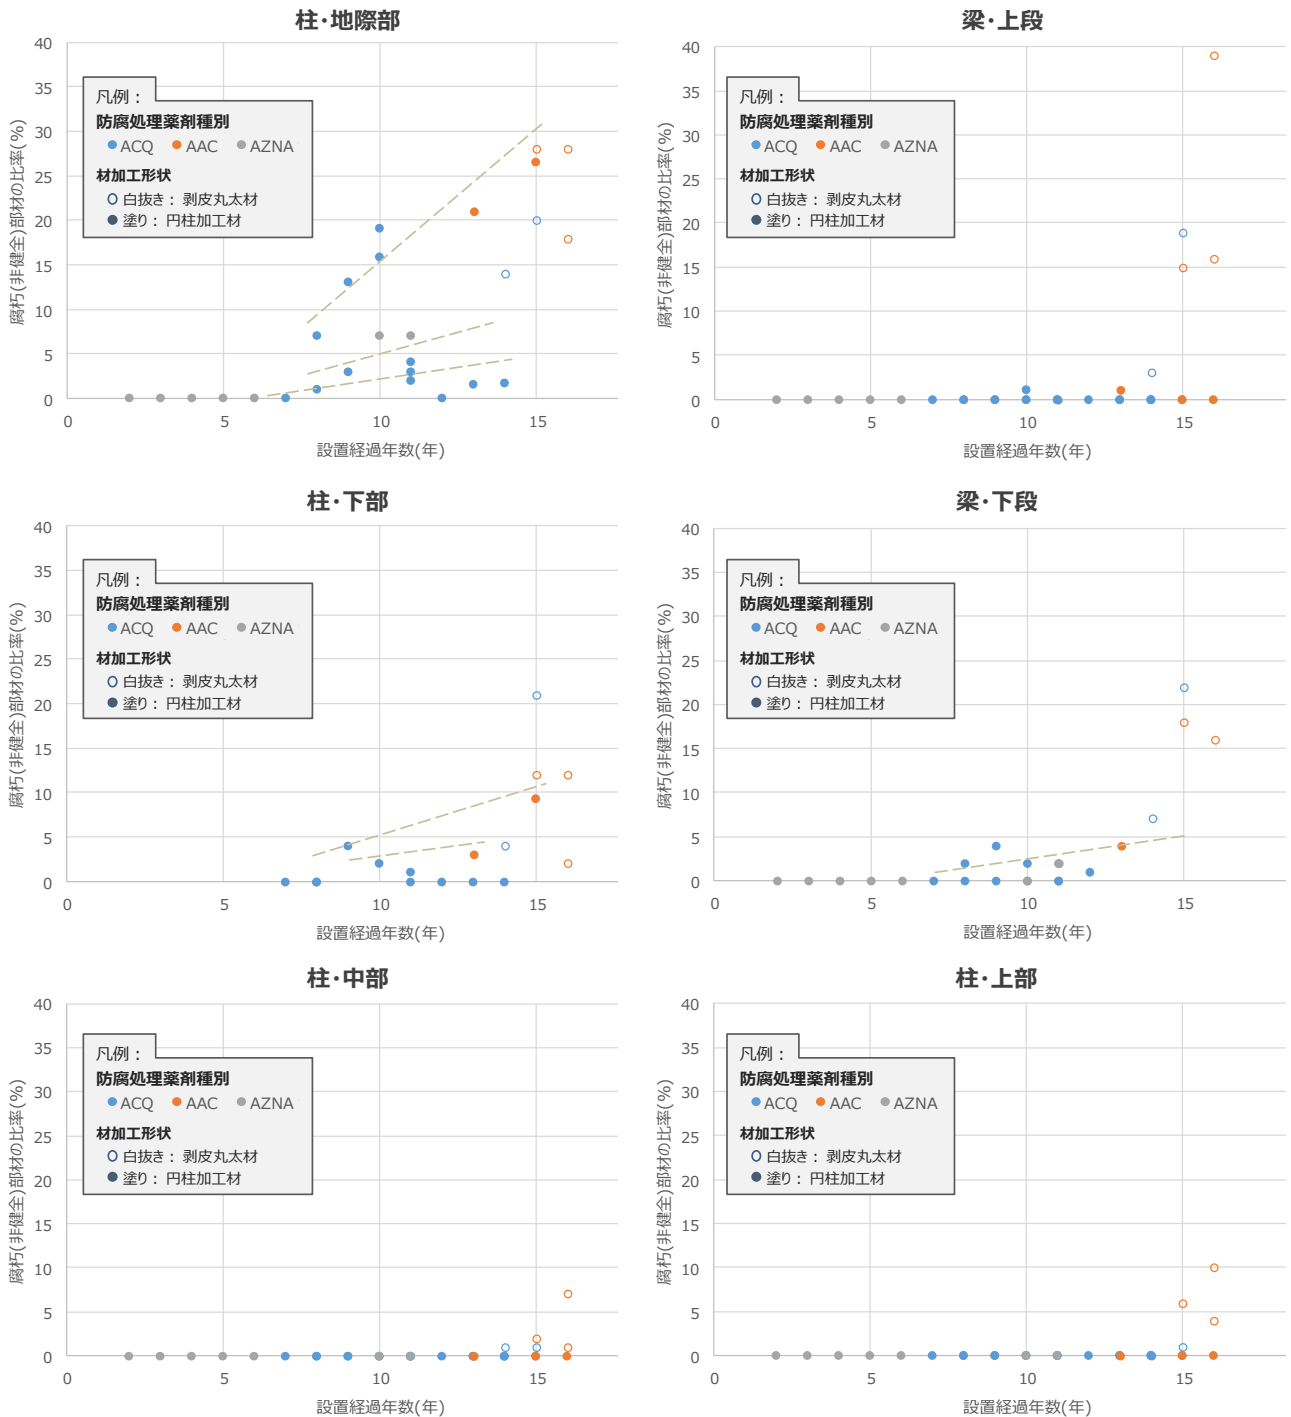 柱・地際部
40
35
30
25
20
15
10
5
0
0
5
10
15
腐朽(非健全)部材の比率(%)
設置経過年数(年)
凡例：
防腐処理薬剤種別
ACQ AAC AZNA
材加工形状
白抜き： 剥皮丸太材
塗り： 円柱加工材
梁・上段
40
35
30
25
20
15
10
5
0
0
5
10
15
腐朽(非健全)部材の比率(%)
設置経過年数(年)
凡例：
防腐処理薬剤種別
ACQ AAC AZNA
材加工形状
白抜き： 剥皮丸太材
塗り： 円柱加工材
柱・下部
40
35
30
25
20
15
10
5
0
0
5
10
15
腐朽(非健全)部材の比率(%)
設置経過年数(年)
凡例：
防腐処理薬剤種別
ACQ AAC AZNA
材加工形状
白抜き： 剥皮丸太材
塗り： 円柱加工材
梁・下段
40
35
30
25
20
15
10
5
0
0
5
10
15
腐朽(非健全)部材の比率(%)
設置経過年数(年)
凡例：
防腐処理薬剤種別
ACQ AAC AZNA
材加工形状
白抜き： 剥皮丸太材
塗り： 円柱加工材
柱・中部
40
35
30
25
20
15
10
5
0
0
5
10
15
腐朽(非健全)部材の比率(%)
設置経過年数(年)
凡例：
防腐処理薬剤種別
ACQ AAC AZNA
材加工形状
白抜き： 剥皮丸太材
塗り： 円柱加工材
柱・上部
40
35
30
25
20
15
10
5
0
0
5
10
15
腐朽(非健全)部材の比率(%)
設置経過年数(年)
凡例：
防腐処理薬剤種別
ACQ AAC AZNA
材加工形状
白抜き： 剥皮丸太材
塗り： 円柱加工材